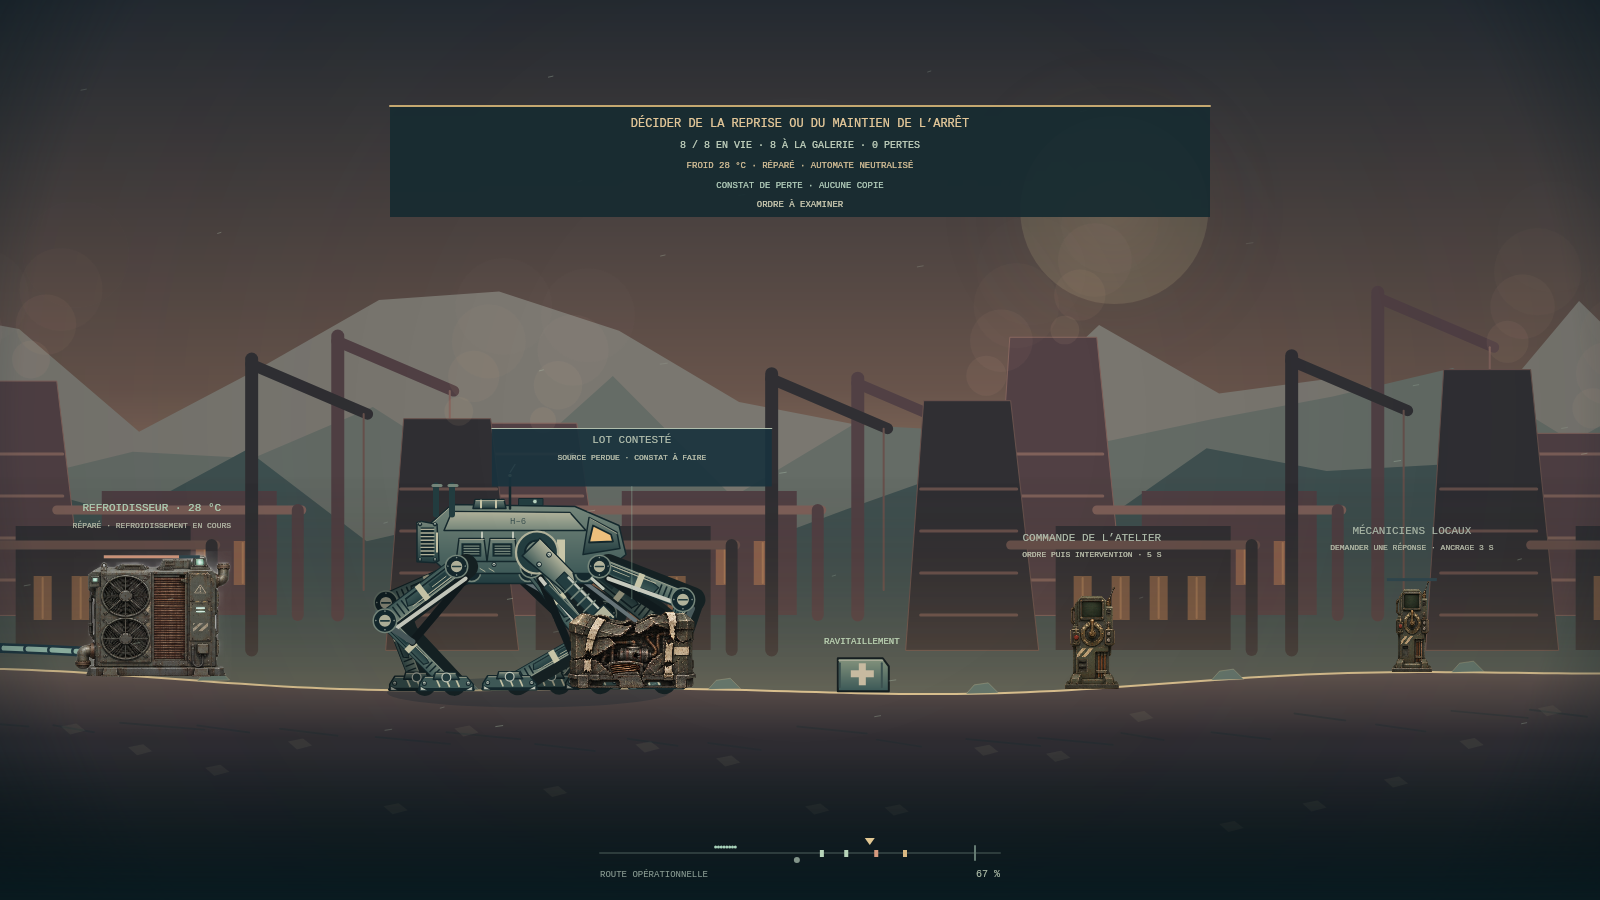 DÉCIDER DE LA REPRISE OU DU MAINTIEN DE L’ARRÊT
8 / 8 EN VIE · 8 À LA GALERIE · 0 PERTES
FROID 28 °C · RÉPARÉ · AUTOMATE NEUTRALISÉ
CONSTAT DE PERTE · AUCUNE COPIE
ORDRE À EXAMINER
LOT CONTESTÉ
SOURCE PERDUE · CONSTAT À FAIRE
REFROIDISSEUR · 28 °C
RÉPARÉ · REFROIDISSEMENT EN COURS
H-6
COMMANDE DE L’ATELIER
ORDRE PUIS INTERVENTION · 5 S
MÉCANICIENS LOCAUX
DEMANDER UNE RÉPONSE · ANCRAGE 3 S
RAVITAILLEMENT
ROUTE OPÉRATIONNELLE
67 %